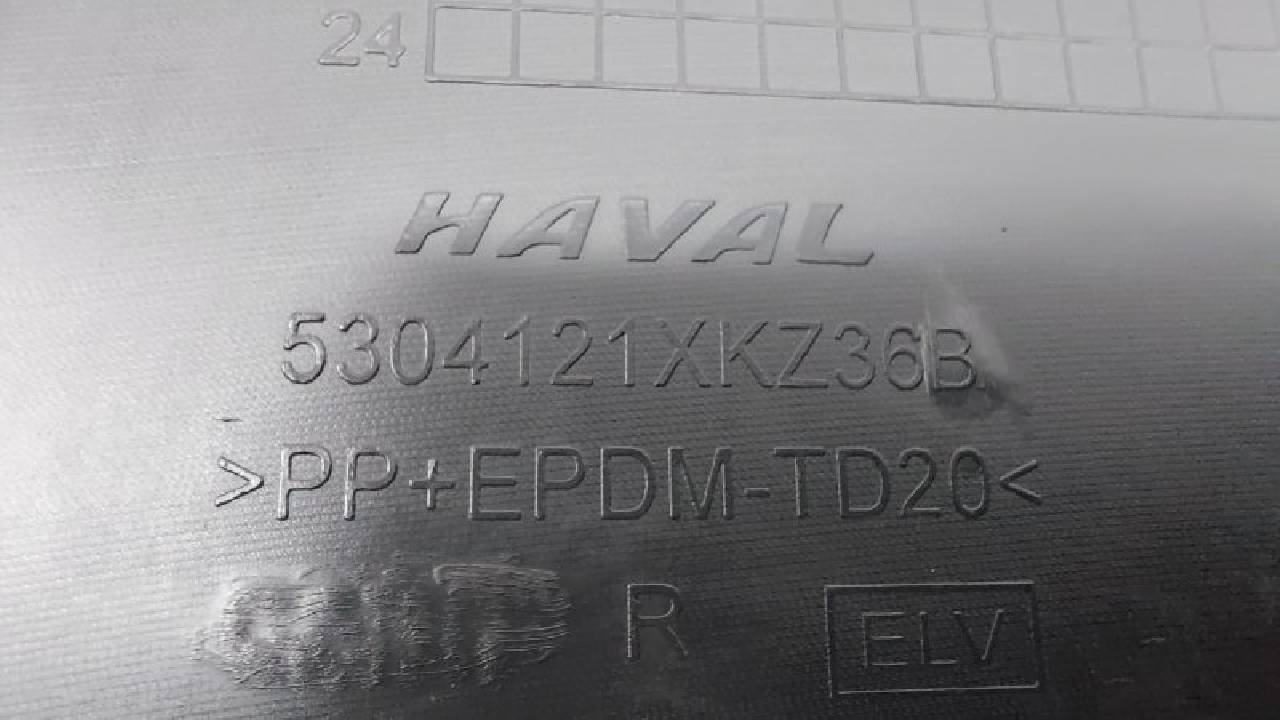 24
HAVAL
5304121XKZ36B
>PP+EPDM-TD20<
R ELV